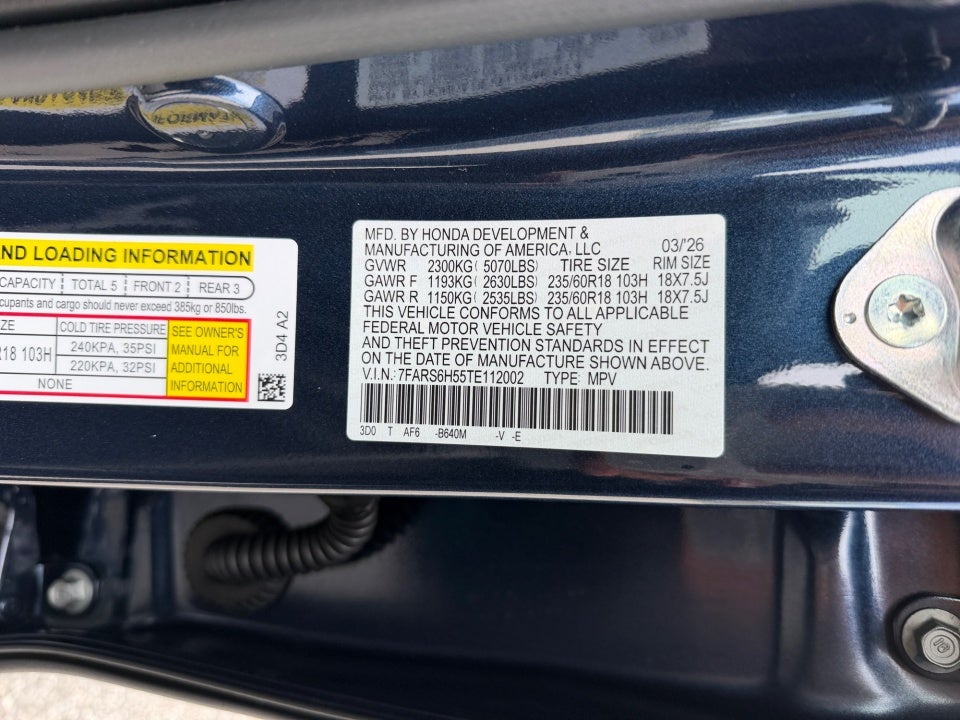 ND LOADING INFORMATION
CAPACITY TOTAL 5 FRONT 2 REAR 3
cupants and cargo should never exceed 385kg or 850lbs.
ZE COLD TIRE PRESSURE SEE OWNER'S MANUAL FOR ADDITIONAL INFORMATION
R18 103H 240KPA, 35PSI
220KPA, 32PSI
NONE
3D4 A2
MFD. BY HONDA DEVELOPMENT &
MANUFACTURING OF AMERICA, LLC 03/'26
GVWR 2300KG ( 5070LBS) TIRE SIZE RIM SIZE
GAWR F 1193KG ( 2630LBS) 235/60R18 103H 18X7.5J
GAWR R 1150KG ( 2535LBS) 235/60R18 103H 18X7.5J
THIS VEHICLE CONFORMS TO ALL APPLICABLE
FEDERAL MOTOR VEHICLE SAFETY
AND THEFT PREVENTION STANDARDS IN EFFECT
ON THE DATE OF MANUFACTURE SHOWN ABOVE.
V.I.N.: 7FARS6H55TE112002 TYPE: MPV
3D0 T AF6 -B640M -V -E